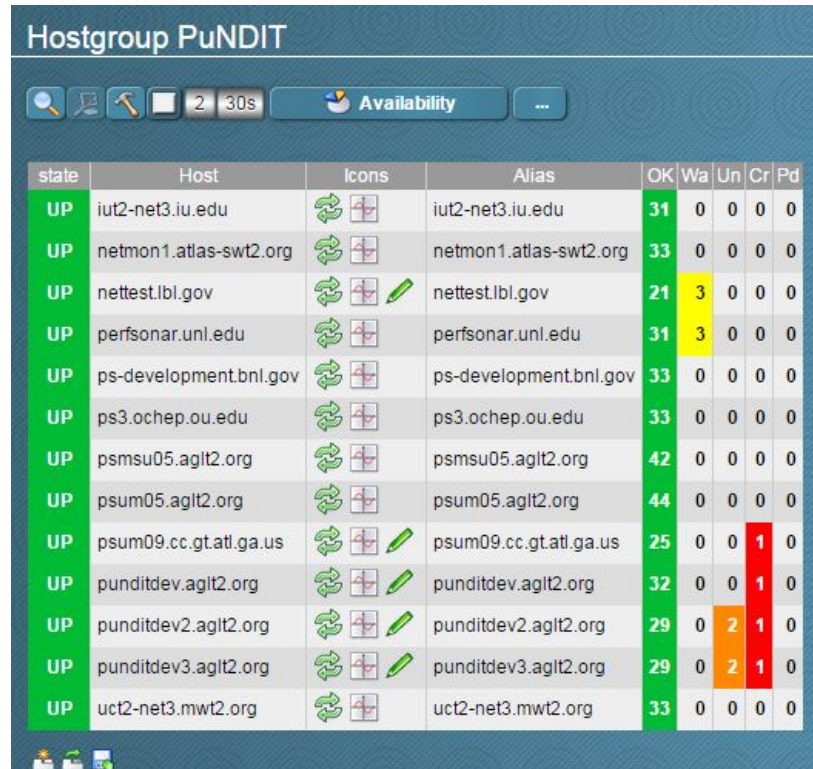 Hostgroup PuNDIT
2 30s Availability ...
state Host Icons Alias OK Wa Un Cr Pd
UP iut2-net3.iu.edu iut2-net3.iu.edu 31 0 0 0 0
UP netmon1.atlas-swt2.org netmon1.atlas-swt2.org 33 0 0 0 0
UP nettest.lbl.gov nettest.lbl.gov 21 3 0 0 0
UP perfsonar.unl.edu perfsonar.unl.edu 31 3 0 0 0
UP ps-development.bnl.gov ps-development.bnl.gov 33 0 0 0 0
UP ps3.ochep.ou.edu ps3.ochep.ou.edu 33 0 0 0 0
UP psmsu05.aglt2.org psmsu05.aglt2.org 42 0 0 0 0
UP psum05.aglt2.org psum05.aglt2.org 44 0 0 0 0
UP psum09.cc.gt.atl.ga.us psum09.cc.gt.atl.ga.us 25 0 0 1 0
UP punditdev.aglt2.org punditdev.aglt2.org 32 0 0 1 0
UP punditdev2.aglt2.org punditdev2.aglt2.org 29 0 2 1 0
UP punditdev3.aglt2.org punditdev3.aglt2.org 29 0 2 1 0
UP uct2-net3.mwt2.org uct2-net3.mwt2.org 33 0 0 0 0